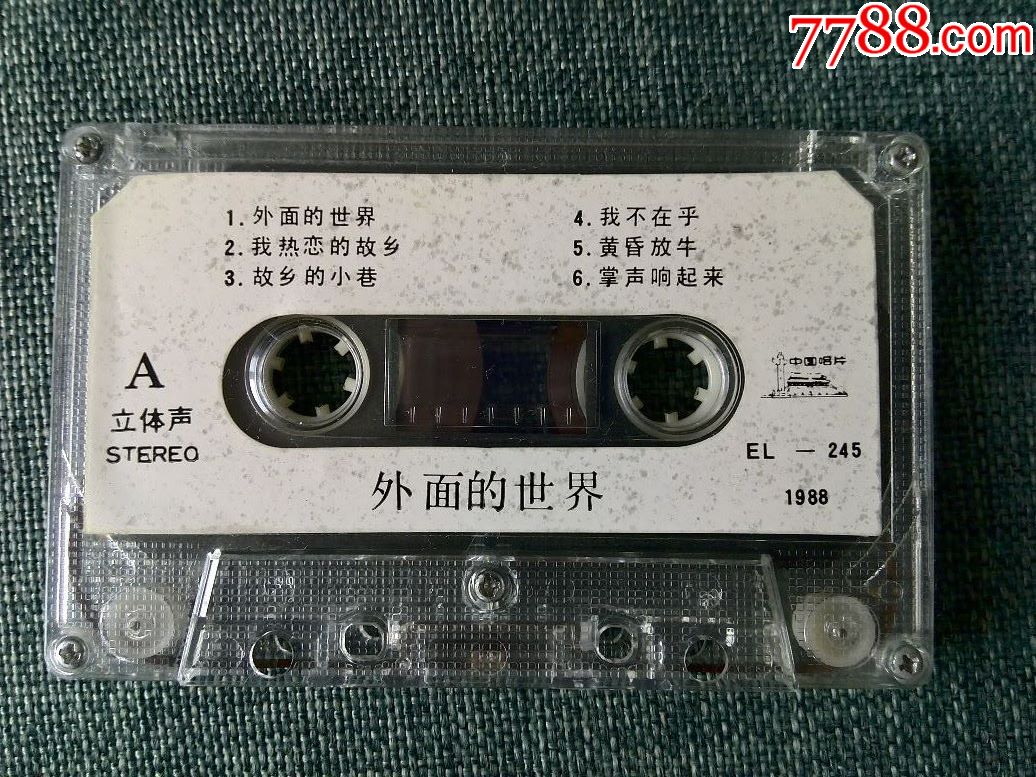 7788.com
1.外面的世界
2.我热恋的故乡
3.故乡的小巷
4.我不在乎
5.黄昏放牛
6.掌声响起来
A
立体声
STEREO
中国唱片
EL — 245
1988
外面的世界